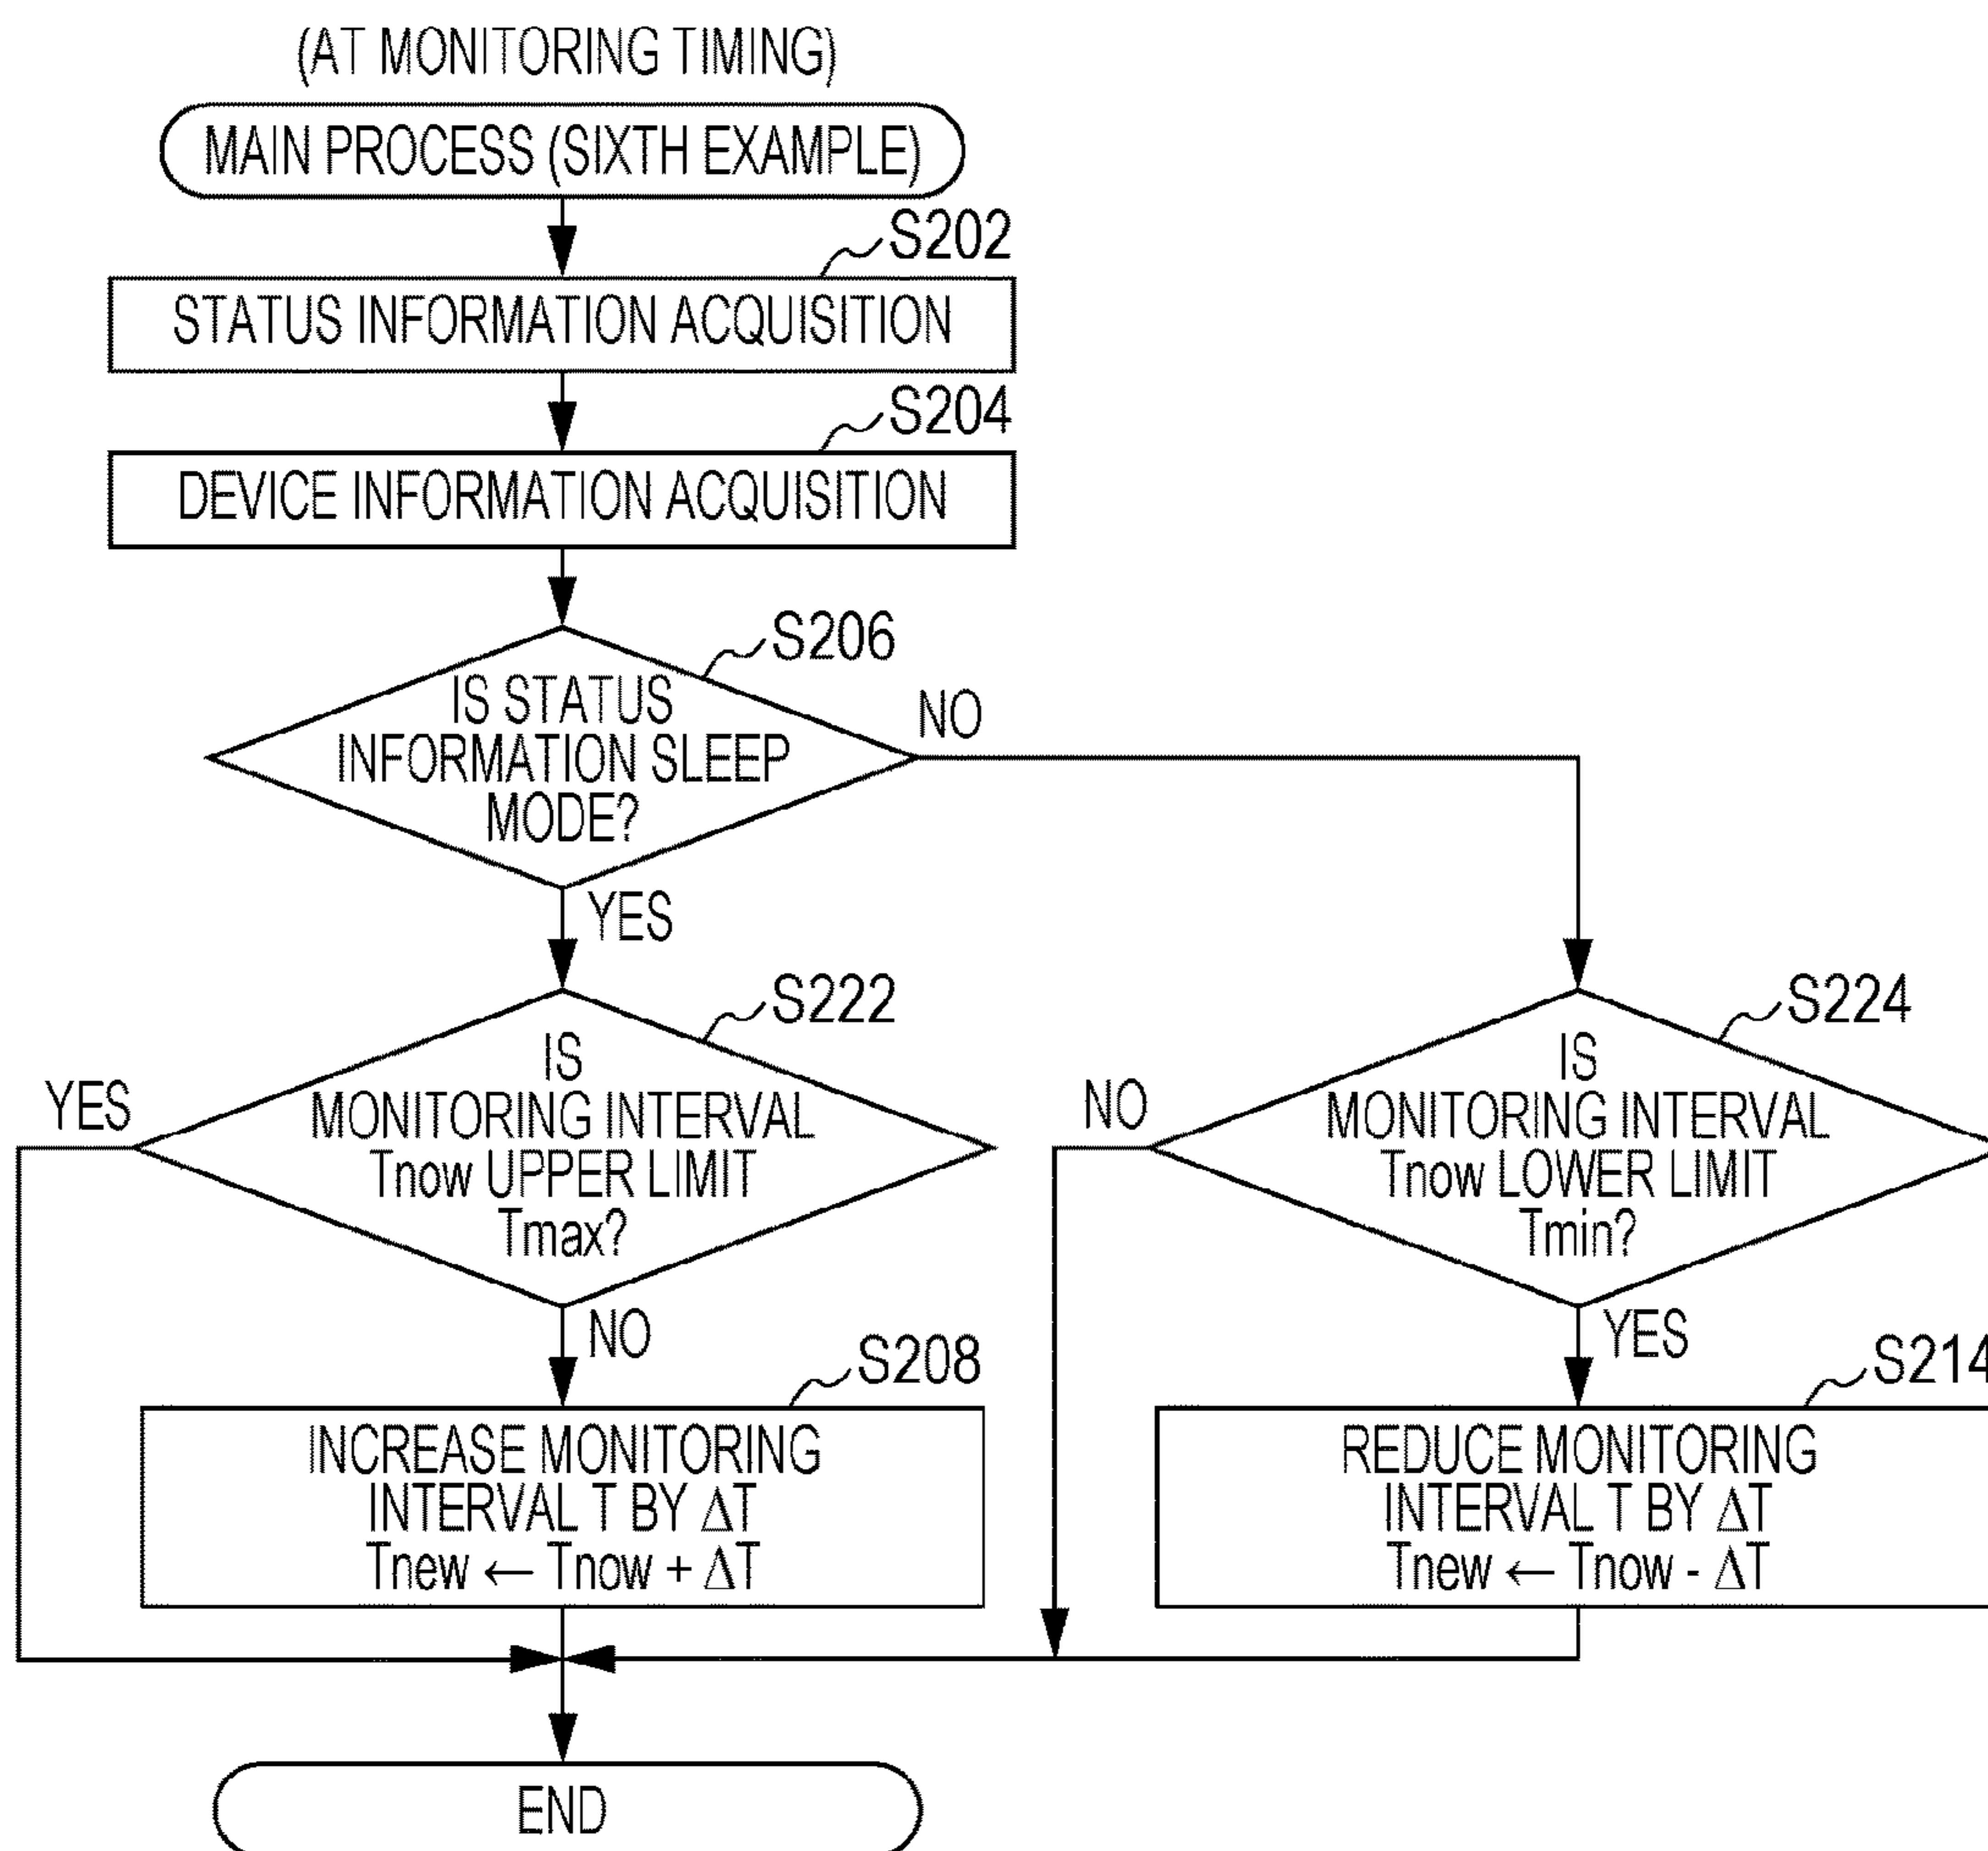 (AT MONITORING TIMING)
MAIN PROCESS (SIXTH EXAMPLE)
S202
STATUS INFORMATION ACQUISITION
S204
DEVICE INFORMATION ACQUISITION
S206
IS STATUS
INFORMATION SLEEP
MODE?
NO
YES
S222
IS
MONITORING INTERVAL
Tnow UPPER LIMIT
Tmax?
YES
NO
S224
IS
MONITORING INTERVAL
Tnow LOWER LIMIT
Tmin?
NO
YES
S208
INCREASE MONITORING
INTERVAL T BY ΔT
Tnew ← Tnow + ΔT
S214
REDUCE MONITORING
INTERVAL T BY ΔT
Tnew ← Tnow - ΔT
END